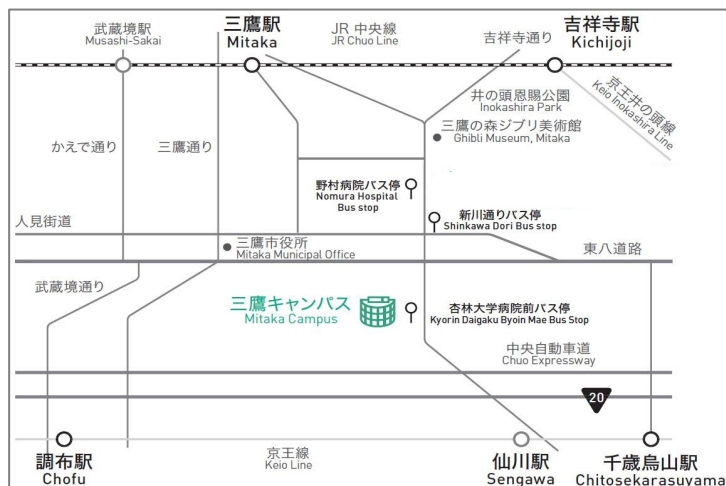 武蔵境駅
Musashi-Sakai
三鷹駅
Mitaka
JR 中央線
JR Chuo Line
吉祥寺通り
吉祥寺駅
Kichijoji
京王井の頭線
Keio Inokashira Line
井の頭恩賜公園
Inokashira Park
かえで通り
三鷹通り
三鷹の森ジブリ美術館
Ghibli Museum, Mitaka
野村病院バス停
Nomura Hospital
Bus stop
人見街道
新川通りバス停
Shinkawa Dori Bus stop
三鷹市役所
Mitaka Municipal Office
東八道路
武蔵境通り
三鷹キャンパス
Mitaka Campus
杏林大学病院前バス停
Kyorin Daigaku Byoin Mae Bus Stop
中央自動車道
Chuo Expressway
20
調布駅
Chofu
京王線
Keio Line
仙川駅
Sengawa
千歳烏山駅
Chitosekarasuyama